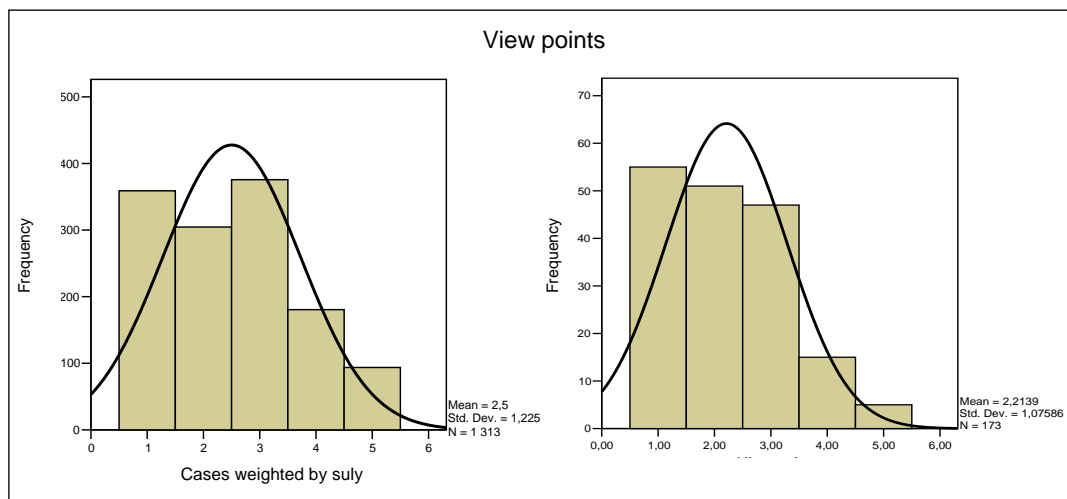 View points
500
400
300
200
100
0
Frequency
0 1 2 3 4 5 6
Cases weighted by suly
Mean = 2,5
Std. Dev. = 1,225
N = 1 313
70
60
50
40
30
20
10
0
Frequency
0,00 1,00 2,00 3,00 4,00 5,00 6,00
Mean = 2,2139
Std. Dev. = 1,07586
N = 173